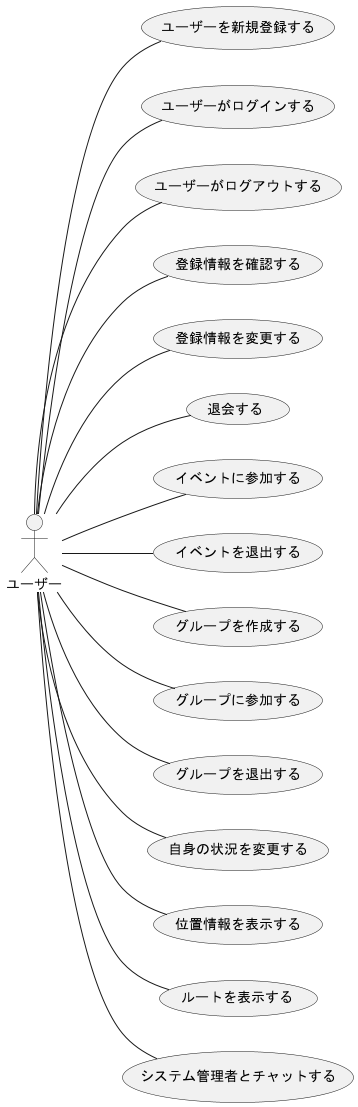 ユーザーを新規登録する
ユーザーがログインする
ユーザーがログアウトする
登録情報を確認する
登録情報を変更する
退会する
イベントに参加する
イベントを退出する
ユーザー
グループを作成する
グループに参加する
グループを退出する
自身の状況を変更する
位置情報を表示する
ルートを表示する
システム管理者とチャットする